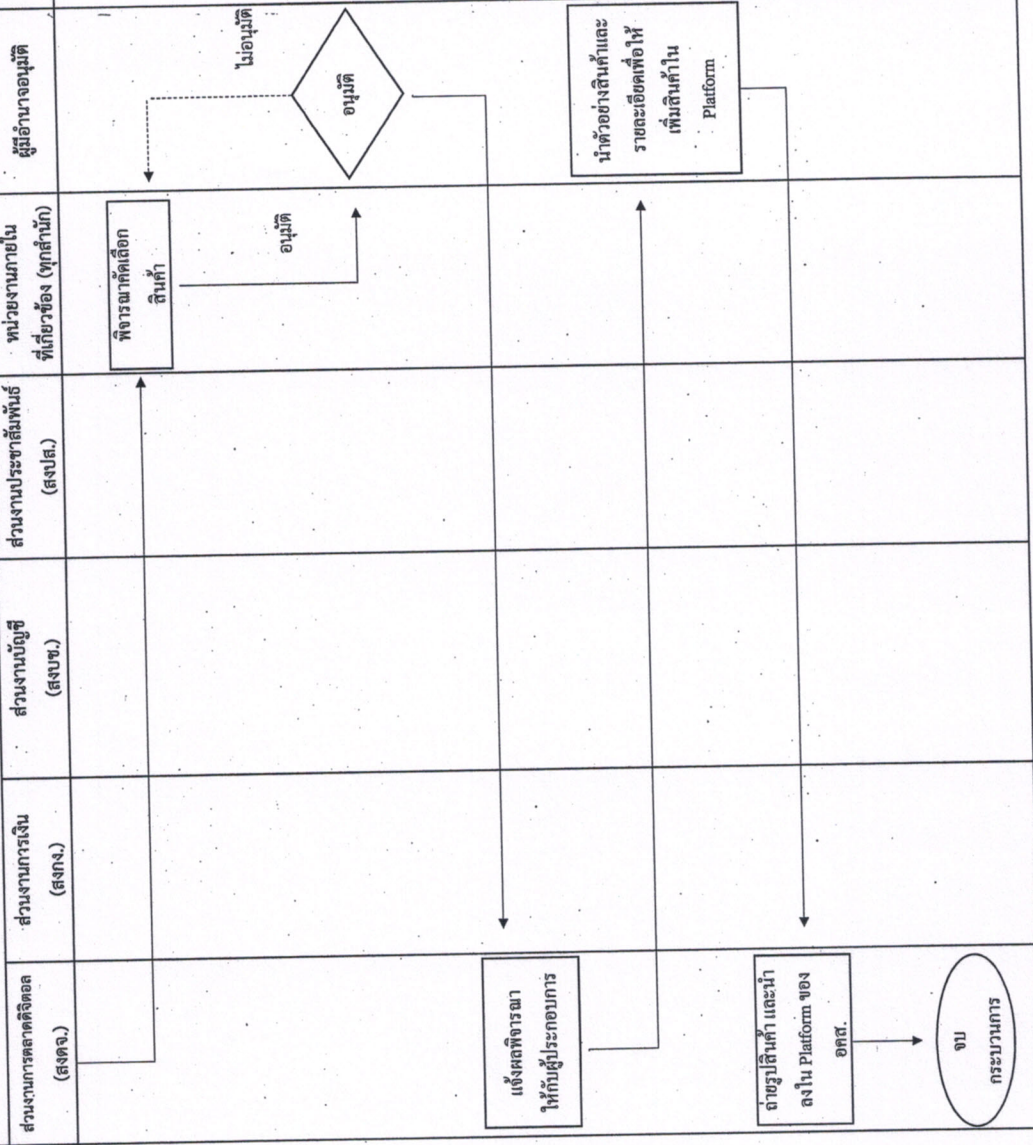 ส่วนงานการตลาดดิจิตอล
(สงดจ.)
ส่วนงานการเงิน
(สงกง.)
ส่วนงานบัญชี
(สงบช.)
ส่วนงานประชาสัมพันธ์
(สงปส.)
หน่วยงานภายใน
ที่เกี่ยวข้อง (ทุกสำนัก)
ผู้มีอำนาจอนุมัติ
พิจารณาคัดเลือก
สินค้า
ไม่อนุมัติ
อนุมัติ
อนุมัติ
แจ้งผลพิจารณา
ให้กับผู้ประกอบการ
นำตัวอย่างสินค้าและ
รายละเอียดเพื่อให้
เพิ่มสินค้าใน
Platform
ถ่ายรูปสินค้า และนำ
ลงใน Platform ของ
อคส.
จบ
กระบวนการ